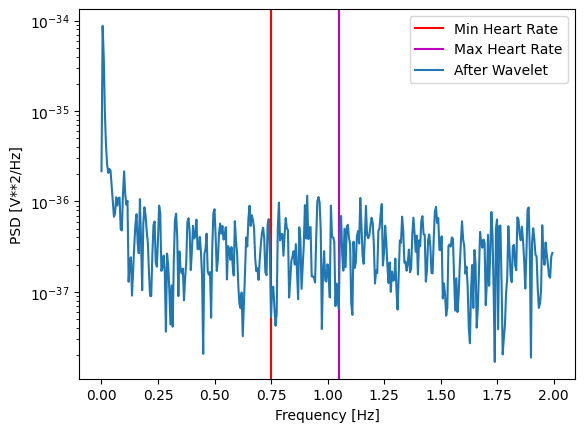 Min Heart Rate
Max Heart Rate
After Wavelet
10^{-34}
10^{-35}
10^{-36}
10^{-37}
PSD [V**2/Hz]
0.00 0.25 0.50 0.75 1.00 1.25 1.50 1.75 2.00
Frequency [Hz]